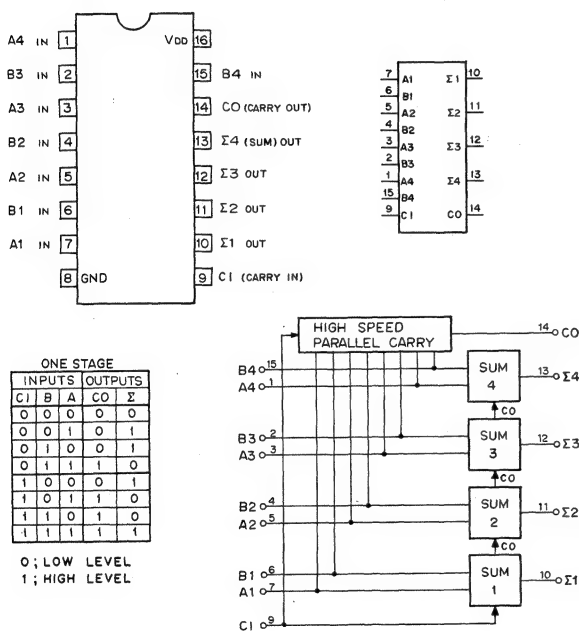 A4 IN 1
B3 IN 2
A3 IN 3
B2 IN 4
A2 IN 5
B1 IN 6
A1 IN 7
8 GND
VDD 16
15 B4 IN
14 CO (CARRY OUT)
13 Σ4 (SUM) OUT
12 Σ3 OUT
11 Σ2 OUT
10 Σ1 OUT
9 CI (CARRY IN)
7 A1 Σ1 10
6 B1
5 A2 Σ2 11
4 B2
3 A3 Σ3 12
2 B3
1 A4 Σ4 13
15 B4
9 CI CO 14
ONE STAGE
INPUTS OUTPUTS
CI B A CO Σ
0 0 0 0 0
0 0 1 0 1
0 1 0 0 1
0 1 1 1 0
1 0 0 0 1
1 0 1 1 0
1 1 0 1 0
1 1 1 1 1
0 ; LOW LEVEL
1 ; HIGH LEVEL
HIGH SPEED
PARALLEL CARRY
14 CO
B4 15
A4 1
SUM
4
13 Σ4
CO
B3 2
A3 3
SUM
3
12 Σ3
CO
B2 4
A2 5
SUM
2
11 Σ2
CO
B1 6
A1 7
SUM
1
10 Σ1
CI 9